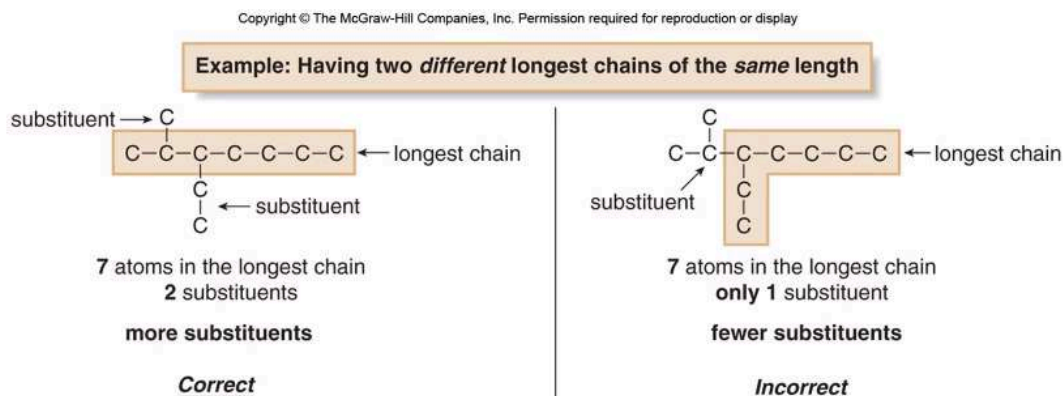 Copyright © The McGraw-Hill Companies, Inc. Permission required for reproduction or display
Example: Having two different longest chains of the same length
substituent
C
C–C–C–C–C–C–C
longest chain
C
substituent
C
7 atoms in the longest chain
2 substituents
more substituents
Correct
C
C–C–C–C–C–C–C
longest chain
substituent
C
C
7 atoms in the longest chain
only 1 substituent
fewer substituents
Incorrect